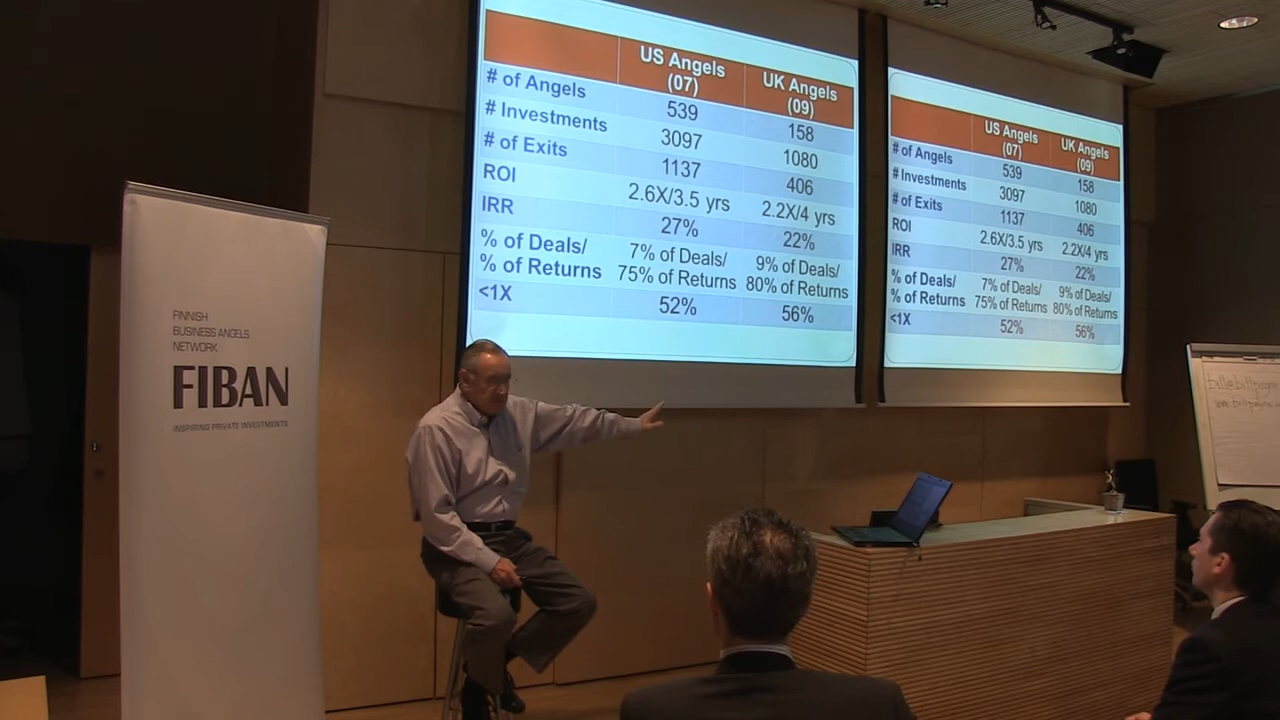 FINNISH
BUSINESS ANGELS
NETWORK
FIBAN
INSPIRING PRIVATE INVESTMENTS
US Angels (07) UK Angels (09)
# of Angels 539 158
# Investments 3097 1080
# of Exits 1137 406
ROI 2.6X/3.5 yrs 2.2X/4 yrs
IRR 27% 22%
% of Deals/ 7% of Deals/ 9% of Deals/
% of Returns 75% of Returns 80% of Returns
<1X 52% 56%
US Angels (07) UK Angels (09)
# of Angels 539 158
# Investments 3097 1080
# of Exits 1137 406
ROI 2.6X/3.5 yrs 2.2X/4 yrs
IRR 27% 22%
% of Deals/ 7% of Deals/ 9% of Deals/
% of Returns 75% of Returns 80% of Returns
<1X 52% 56%